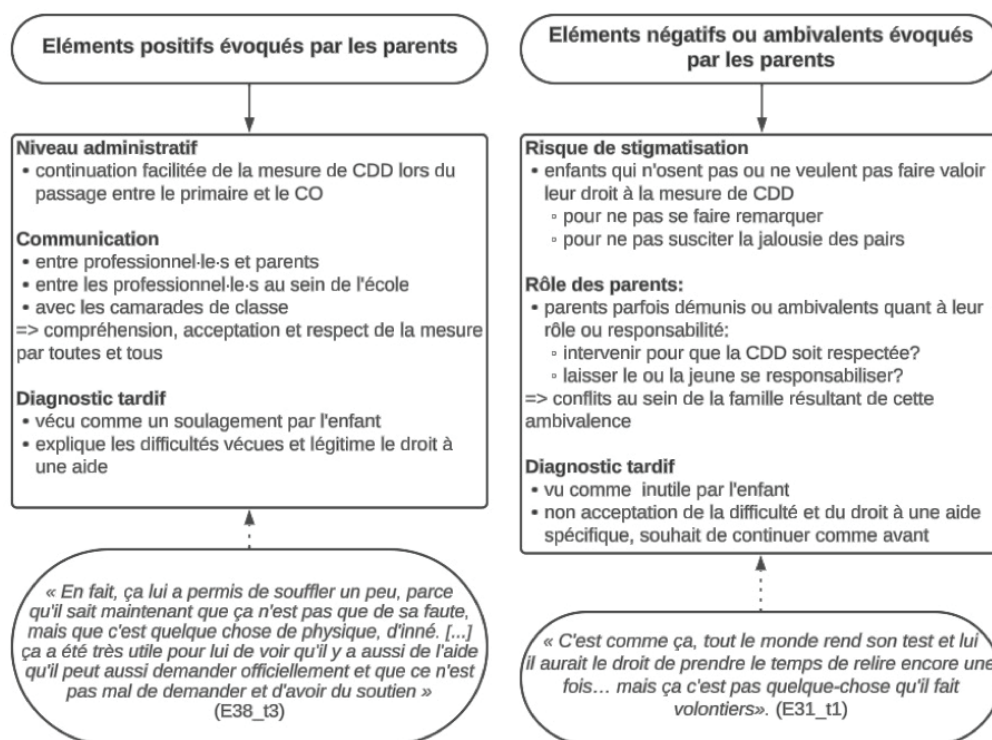 Eléments positifs évoqués par les parents
Niveau administratif
• continuation facilitée de la mesure de CDD lors du
passage entre le primaire et le CO
Communication
• entre professionnel·le·s et parents
• entre les professionnel·le·s au sein de l'école
• avec les camarades de classe
=> compréhension, acceptation et respect de la mesure
par toutes et tous
Diagnostic tardif
• vécu comme un soulagement par l'enfant
• explique les difficultés vécues et légitime le droit à
une aide
« En fait, ça lui a permis de souffler un peu, parce
qu'il sait maintenant que ça n'est pas que de sa faute,
mais que c'est quelque chose de physique, d'inné. [...]
ça a été très utile pour lui de voir qu'il y a aussi de l'aide
qu'il peut aussi demander officiellement et que ce n'est
pas mal de demander et d'avoir du soutien »
(E38_t3)
Eléments négatifs ou ambivalents évoqués
par les parents
Risque de stigmatisation
• enfants qui n'osent pas ou ne veulent pas faire valoir
leur droit à la mesure de CDD
▫ pour ne pas se faire remarquer
▫ pour ne pas susciter la jalousie des pairs
Rôle des parents:
• parents parfois démunis ou ambivalents quant à leur
rôle ou responsabilité:
▫ intervenir pour que la CDD soit respectée?
▫ laisser le ou la jeune se responsabiliser?
=> conflits au sein de la famille résultant de cette
ambivalence
Diagnostic tardif
• vu comme inutile par l'enfant
• non acceptation de la difficulté et du droit à une aide
spécifique, souhait de continuer comme avant
« C'est comme ça, tout le monde rend son test et lui
il aurait le droit de prendre le temps de relire encore une
fois… mais ça c'est pas quelque-chose qu'il fait
volontiers». (E31_t1)